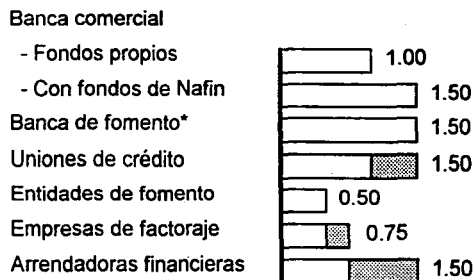 Banca comercial
- Fondos propios 1.00
- Con fondos de Nafin 1.50
Banca de fomento* 1.50
Uniones de crédito 1.50
Entidades de fomento 0.50
Empresas de factoraje 0.75
Arrendadoras financieras 1.50